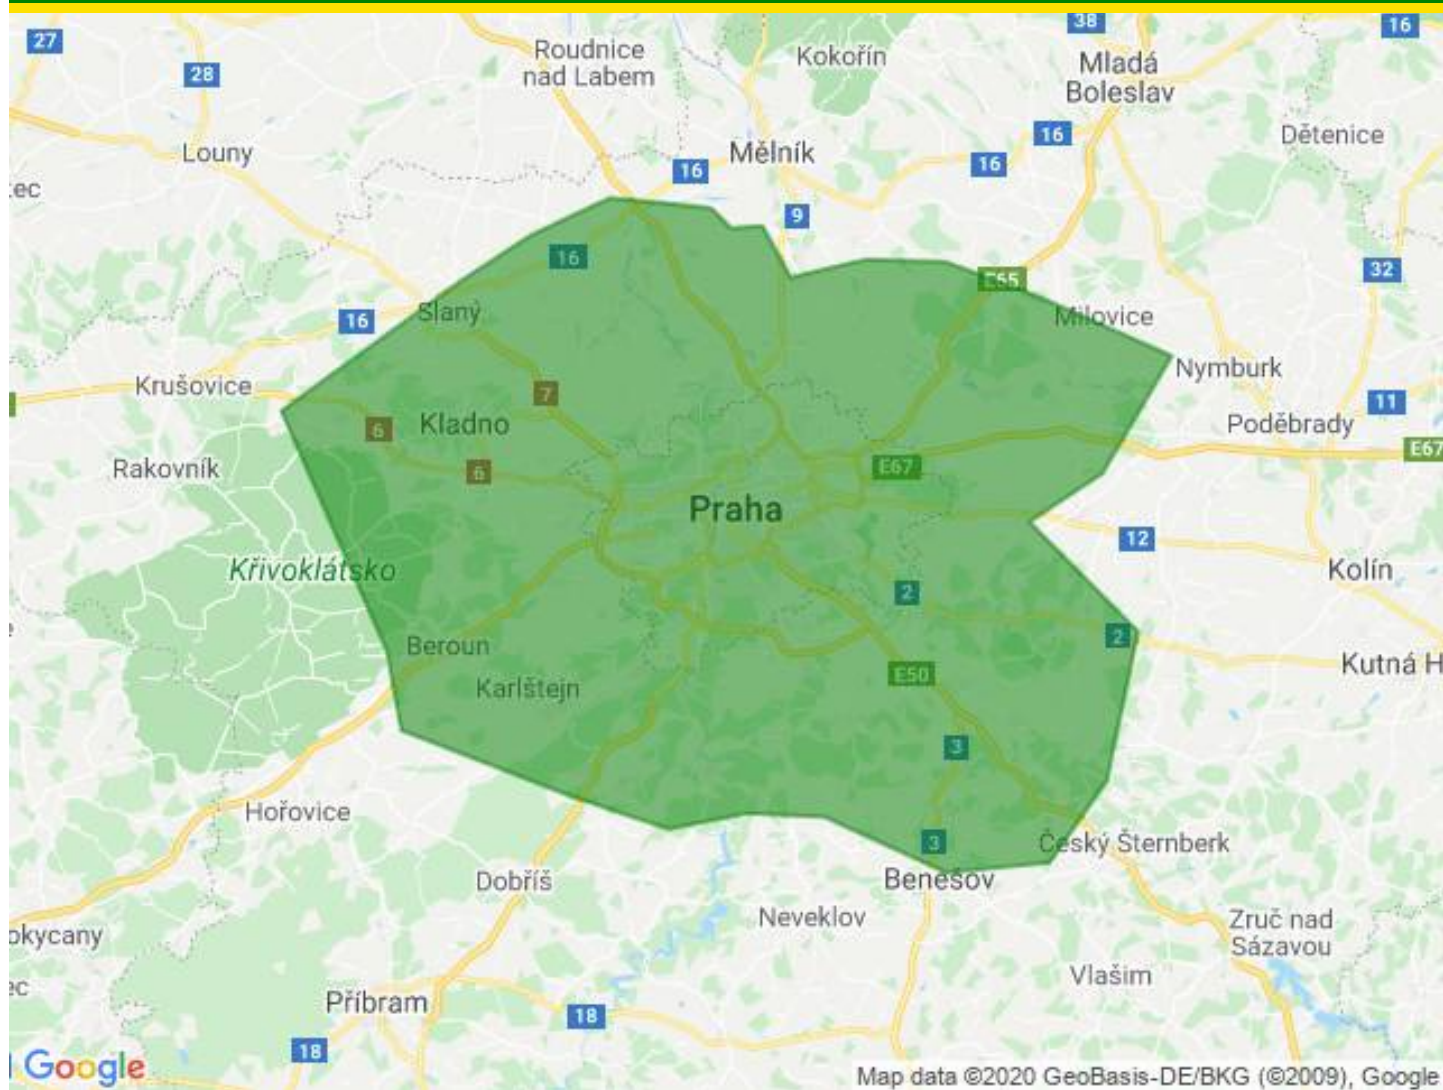 27
28
Roudnice
nad Labem
Kokořín
38
16
Mladá
Boleslav
Louny
16
Mělník
16
16
Dětenice
9
16
E65
32
16
Slaný
Milovice
Krušovice
7
Nymburk
11
6
Kladno
Poděbrady
Rakovník
6
E67
E67
Praha
12
Křivoklátsko
Kolín
2
2
Beroun
Kutná H
Karlštejn
E50
3
Hořovice
3
Český Šternberk
Dobříš
Benešov
Neveklov
Zruč nad
Sázavou
okycany
Vlašim
Příbram
18
18
Google
Map data ©2020 GeoBasis-DE/BKG (©2009), Google